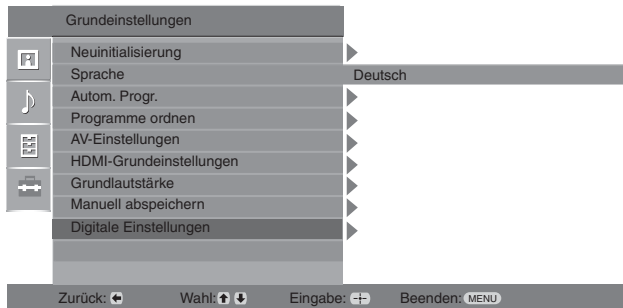 Grundeinstellungen
Neuinitialisierung
Sprache Deutsch
Autom. Progr.
Programme ordnen
AV-Einstellungen
HDMI-Grundeinstellungen
Grundlautstärke
Manuell abspeichern
Digitale Einstellungen
Zurück: Wahl: Eingabe: Beenden: MENU